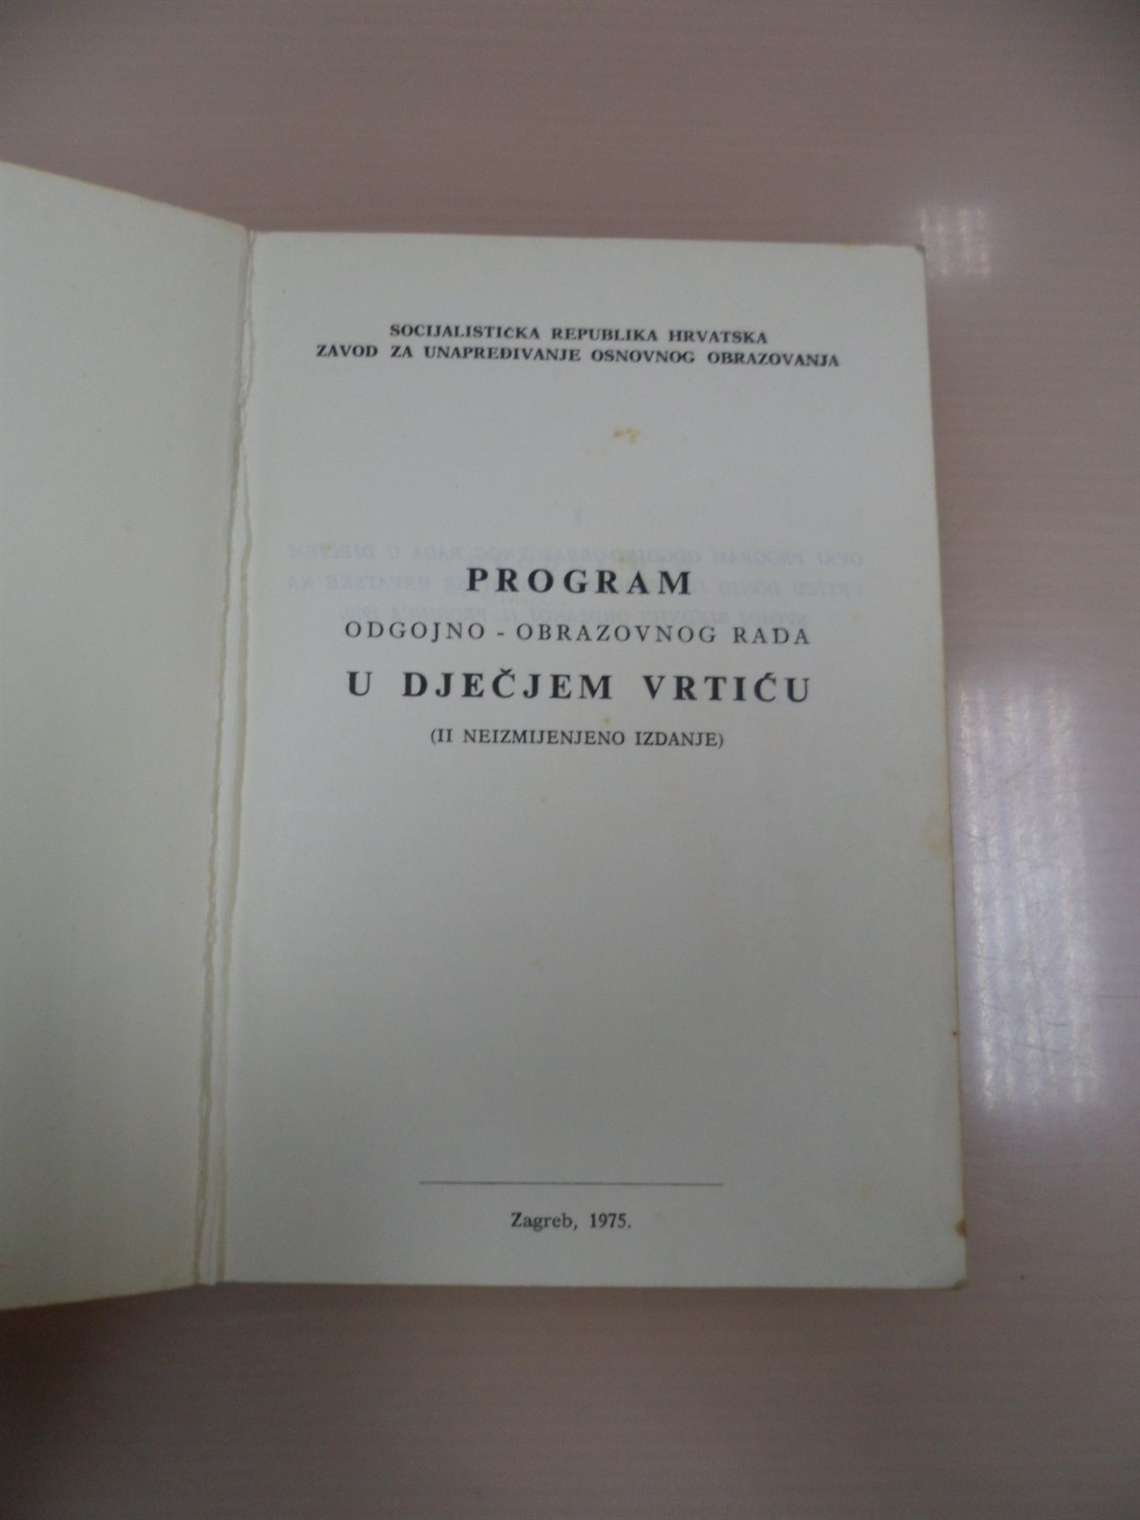 SOCIJALISTIČKA REPUBLIKA HRVATSKA
ZAVOD ZA UNAPREĐIVANJE OSNOVNOG OBRAZOVANJA
PROGRAM
ODGOJNO - OBRAZOVNOG RADA
U DJEČJEM VRTIĆU
(II NEIZMIJENJENO IZDANJE)
Zagreb, 1975.